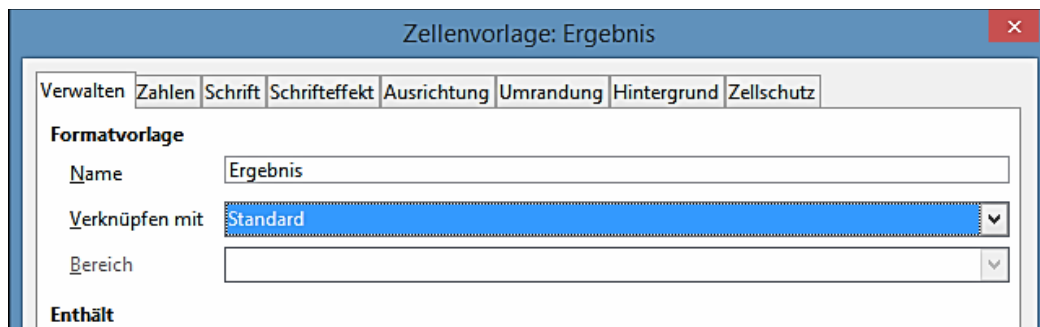 Zellenvorlage: Ergebnis
Verwalten Zahlen Schrift Schrifteffekt Ausrichtung Umrandung Hintergrund Zellschutz
Formatvorlage
Name Ergebnis
Verknüpfen mit Standard
Bereich
Enthält